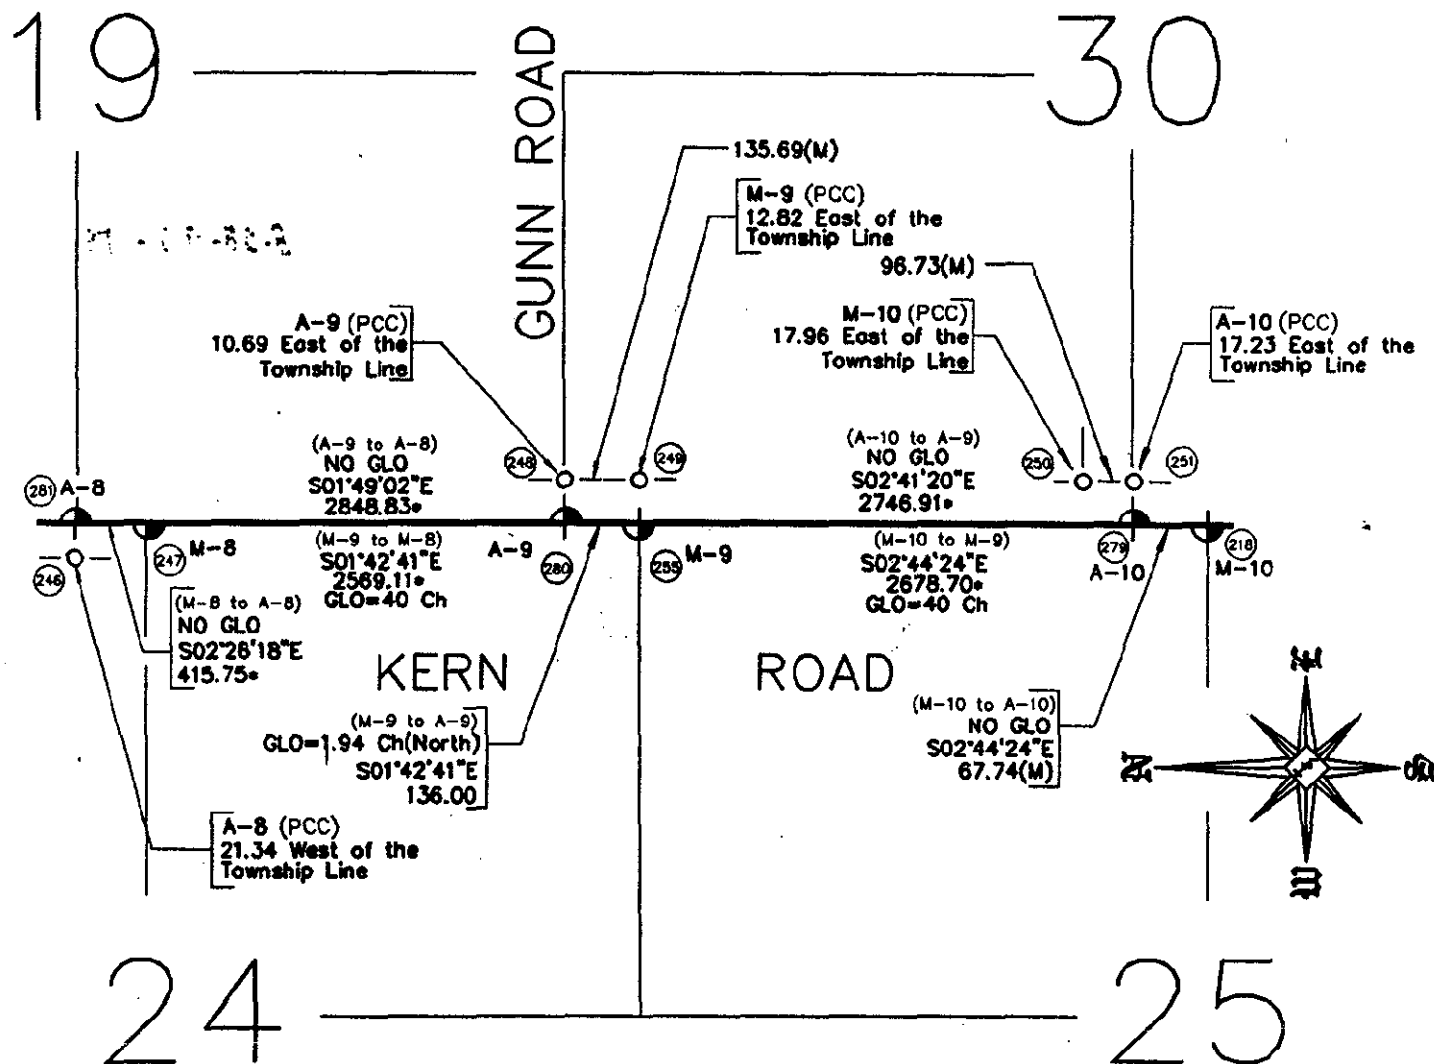 19
30
GUNN ROAD
135.69(M)
M-9 (PCC)
12.82 East of the
Township Line
96.73(M)
A-9 (PCC)
10.69 East of the
Township Line
M-10 (PCC)
17.96 East of the
Township Line
A-10 (PCC)
17.23 East of the
Township Line
(A-9 to A-8)
NO GLO
S01°49'02"E
2848.83*
(A-10 to A-9)
NO GLO
S02°41'20"E
2746.91*
248
249
250
251
281 A-8
246
247 M-8
(M-9 to M-8)
S01°42'41"E
2569.11*
GLO=40 Ch
A-9
280
255
M-9
(M-10 to M-9)
S02°44'24"E
2678.70*
GLO=40 Ch
279
A-10
218
M-10
(M-8 to A-8)
NO GLO
S02°26'18"E
415.75*
KERN ROAD
(M-9 to A-9)
GLO=1.94 Ch(North)
S01°42'41"E
136.00
(M-10 to A-10)
NO GLO
S02°44'24"E
67.74(M)
A-8 (PCC)
21.34 West of the
Township Line
E
N
S
W
24
25